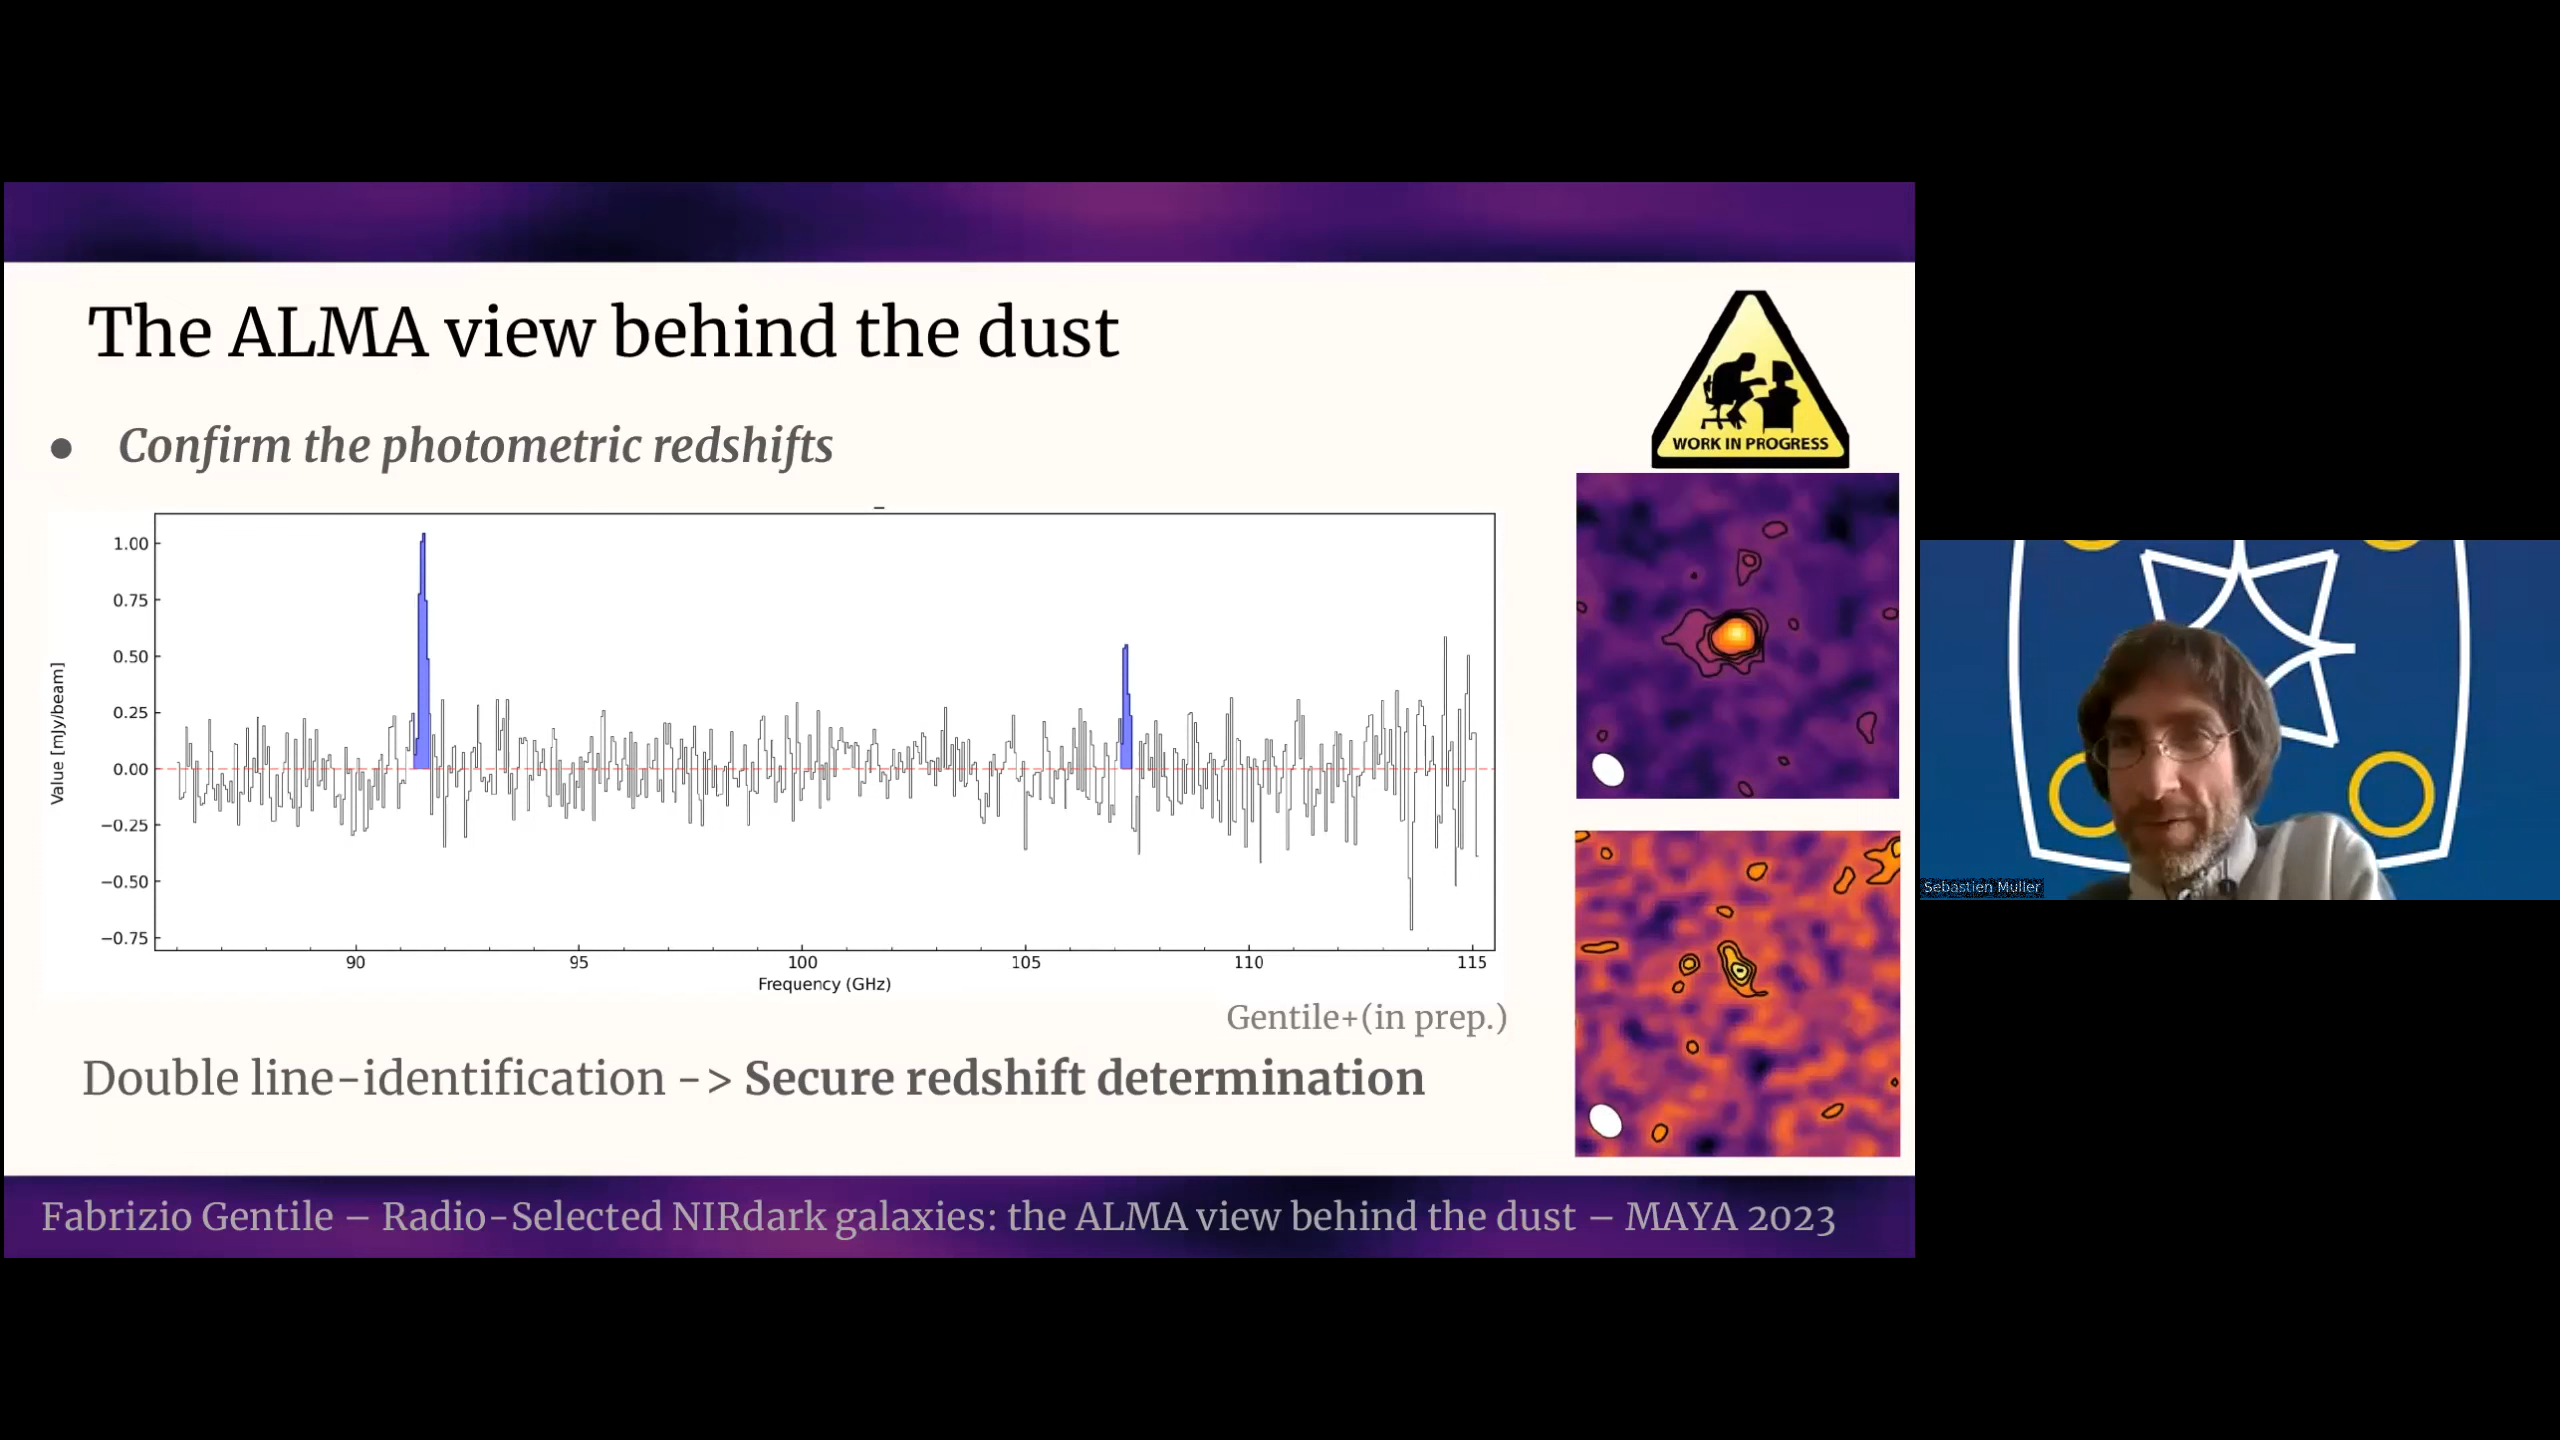 The ALMA view behind the dust
WORK IN PROGRESS
● Confirm the photometric redshifts
1.00
0.75
0.50
0.25
0.00
−0.25
−0.50
−0.75
Value [mJy/beam]
90 95 100 105 110 115
Frequency (GHz)
Gentile+(in prep.)
Double line-identification -> Secure redshift determination
Fabrizio Gentile – Radio-Selected NIRdark galaxies: the ALMA view behind the dust – MAYA 2023
Sebastien Muller